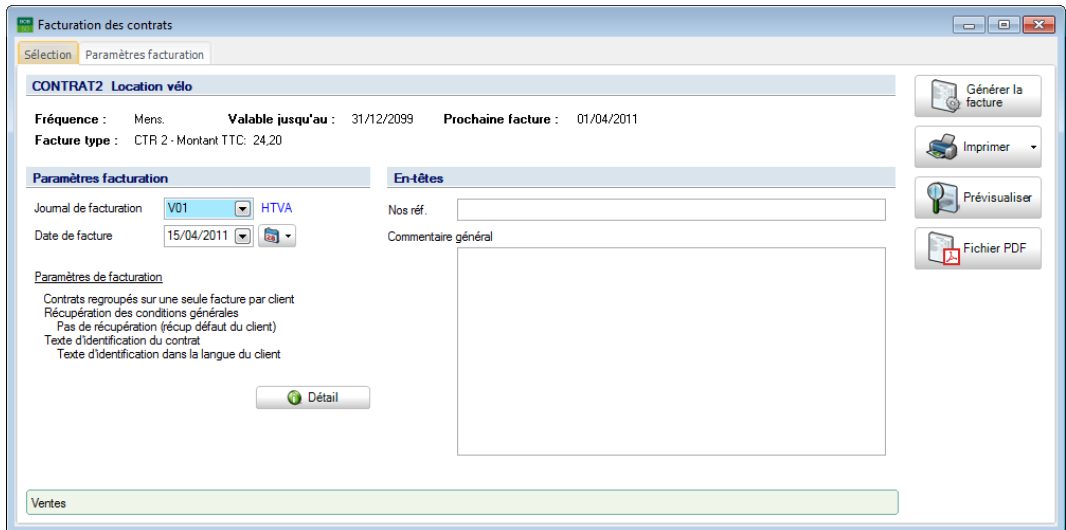 Facturation des contrats
Sélection Paramètres facturation
CONTRAT2 Location vélo
Fréquence : Mens. Valable jusqu'au : 31/12/2099 Prochaine facture : 01/04/2011
Facture type : CTR 2 - Montant TTC: 24,20
Générer la
facture
Imprimer
Prévisualiser
Fichier PDF
Paramètres facturation
Journal de facturation V01 HTVA
Date de facture 15/04/2011
Paramètres de facturation
Contrats regroupés sur une seule facture par client
Récupération des conditions générales
Pas de récupération (récup défaut du client)
Texte d'identification du contrat
Texte d'identification dans la langue du client
Détail
En-têtes
Nos réf.
Commentaire général
Ventes